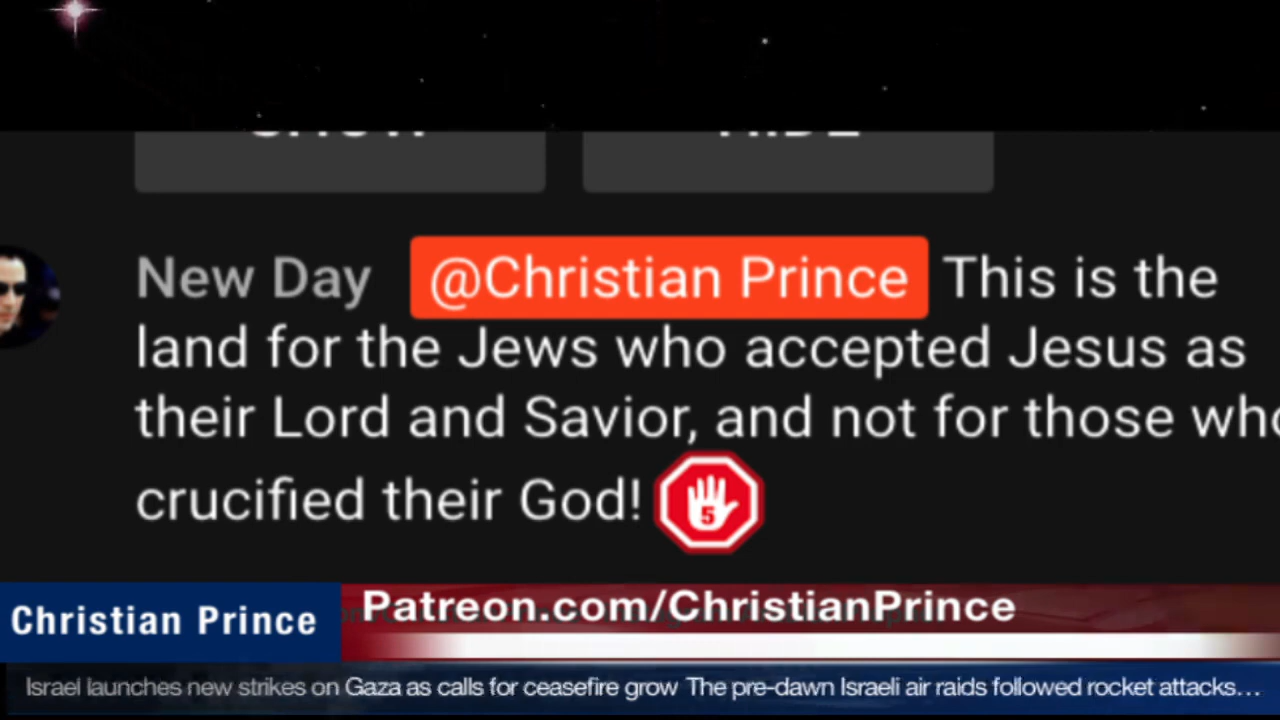 New Day @Christian Prince This is the
land for the Jews who accepted Jesus as
their Lord and Savior, and not for those
crucified their God! 5
Christian Prince Patreon.com/ChristianPrince
Israel launches new strikes on Gaza as calls for ceasefire grow The pre-dawn Israeli air raids followed rocket attacks…